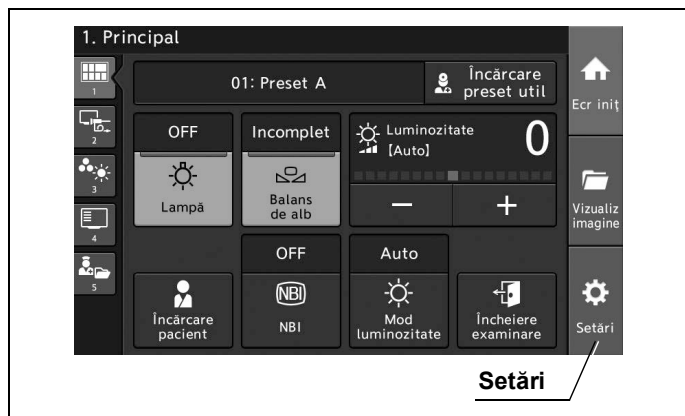 1. Principal
1
01: Preset A
Încărcare
preset util
Ecr iniț
2
OFF
Incomplet
Luminozitate
[Auto]
0
3
Lampă
Balans
de alb
−
+
Vizualiz
imagine
4
OFF
Auto
5
NBI
Încărcare
pacient
NBI
Mod
luminozitate
Încheiere
examinare
Setări
Setări